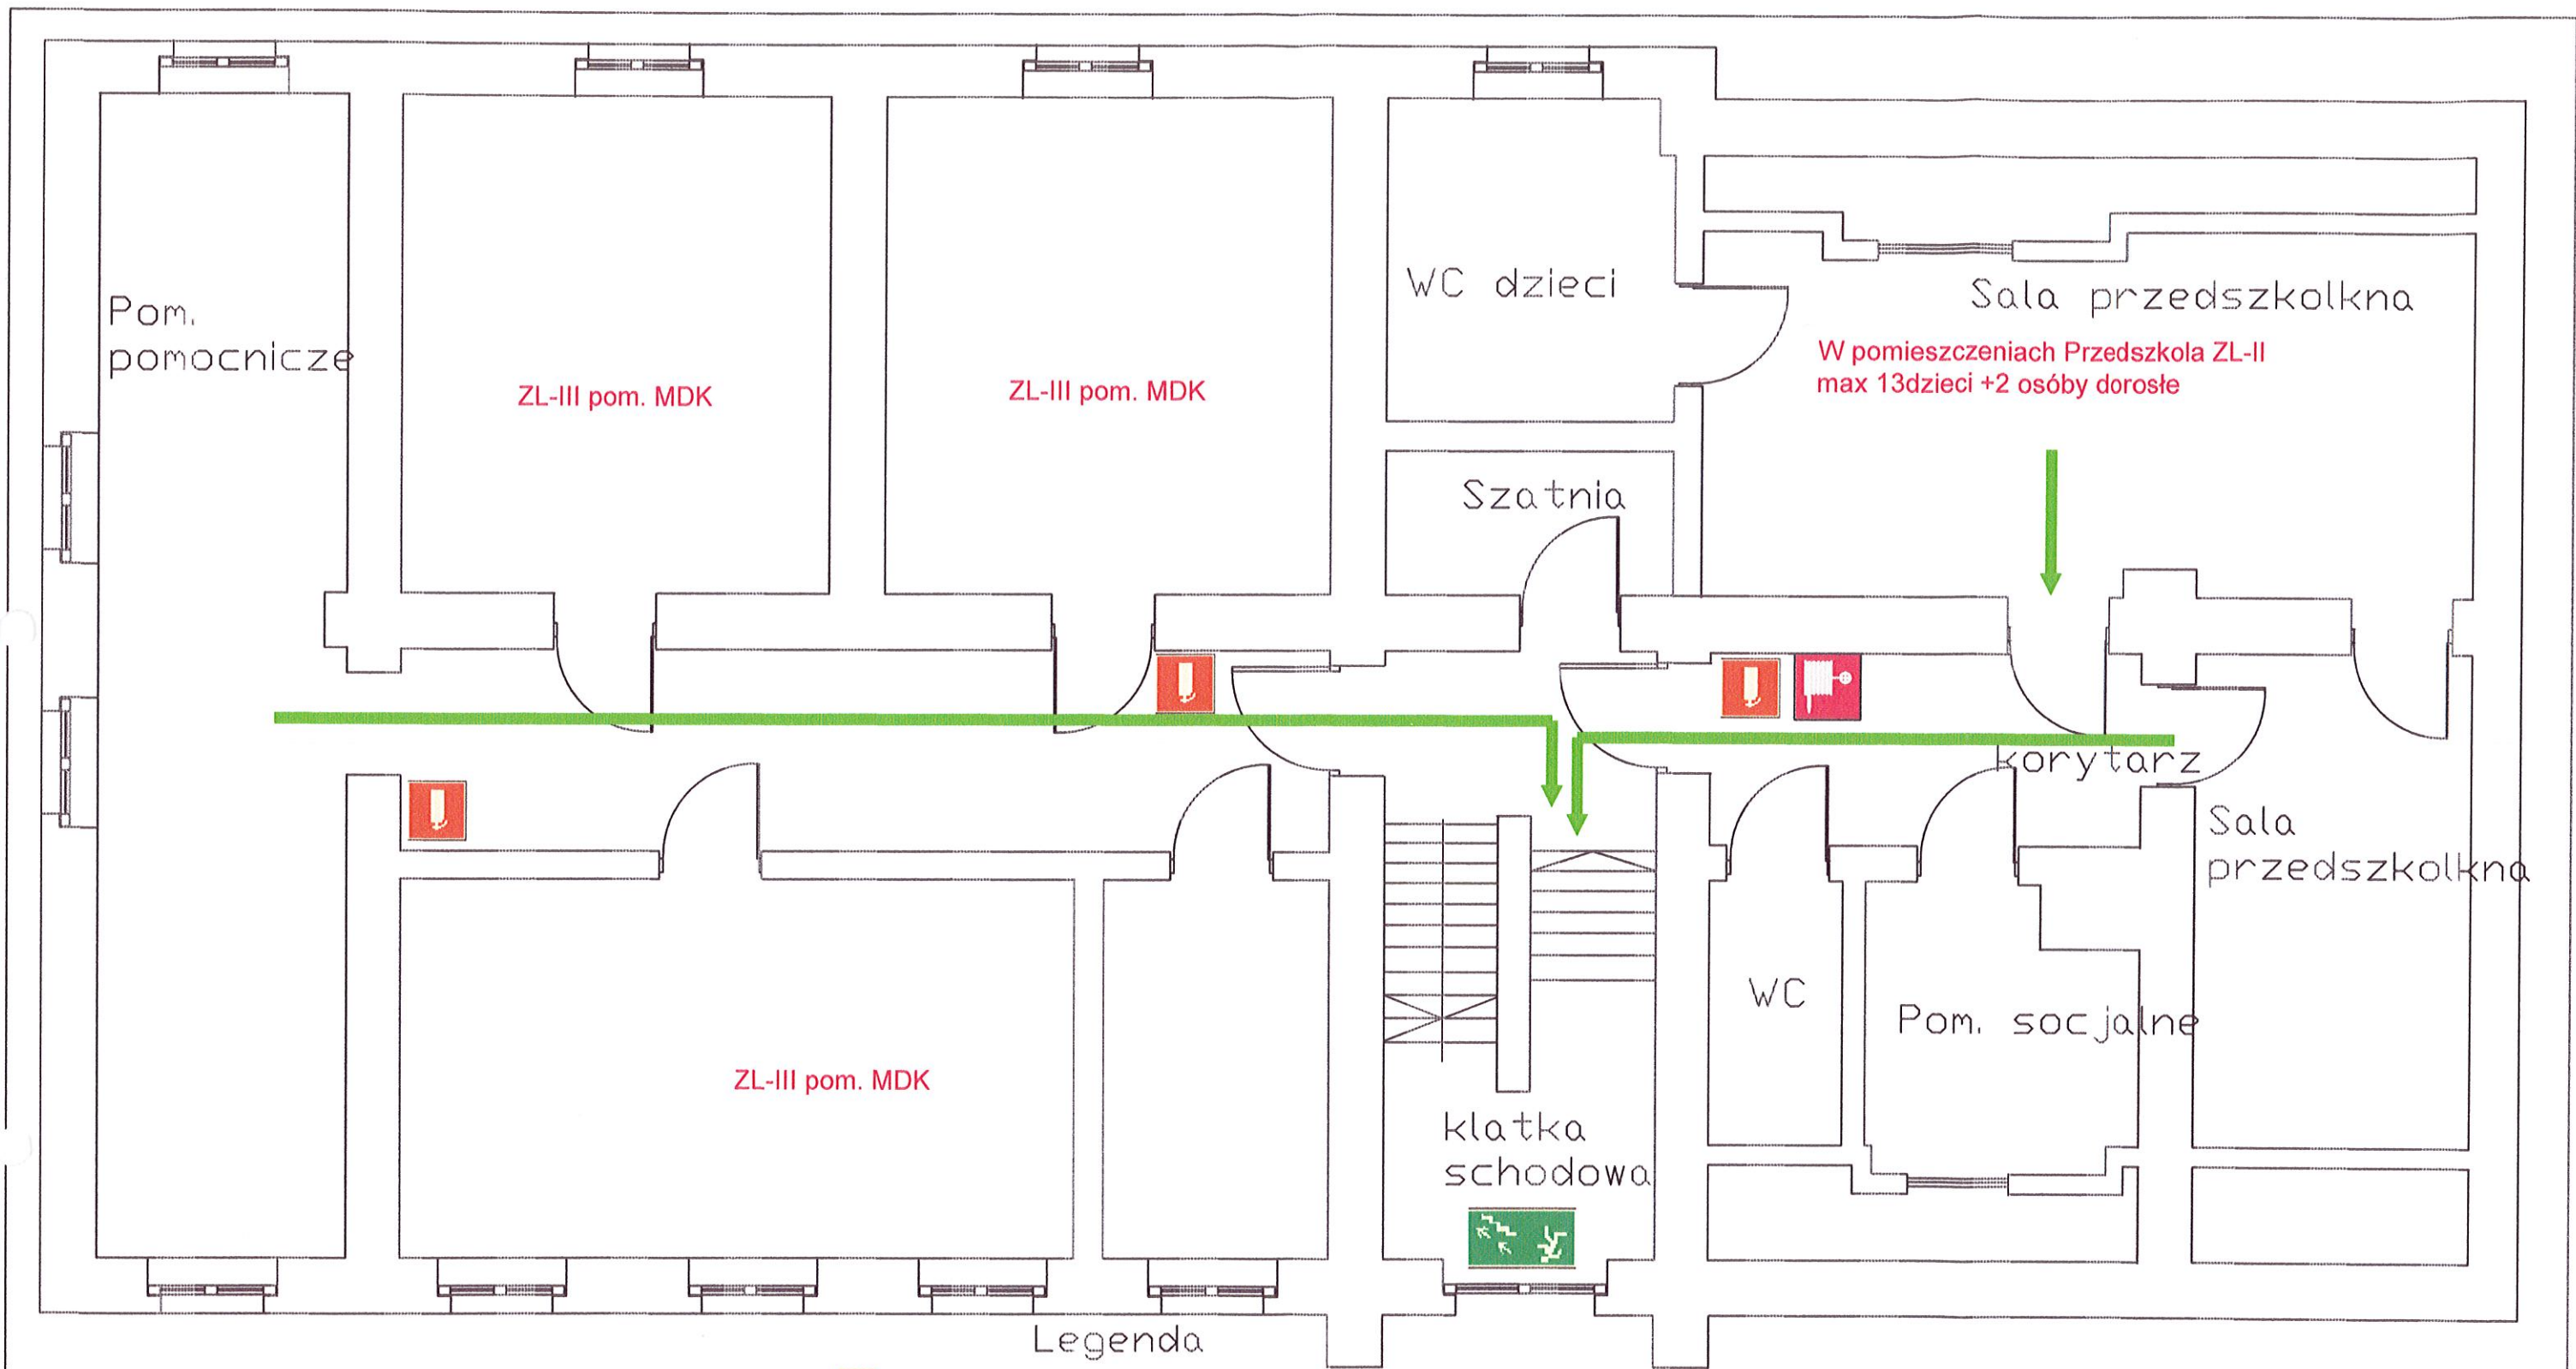 Pom.
pomocnicze
ZL-III pom. MDK
ZL-III pom. MDK
WC dzieci
Sala przedszkolkna
W pomieszczeniach Przedszkola ZL-II
max 13dzieci +2 osóby dorosłe
Szatnia
korytarz
Sala
przedszkolkna
WC
Pom. socjalne
ZL-III pom. MDK
klatka
schodowa
Legenda